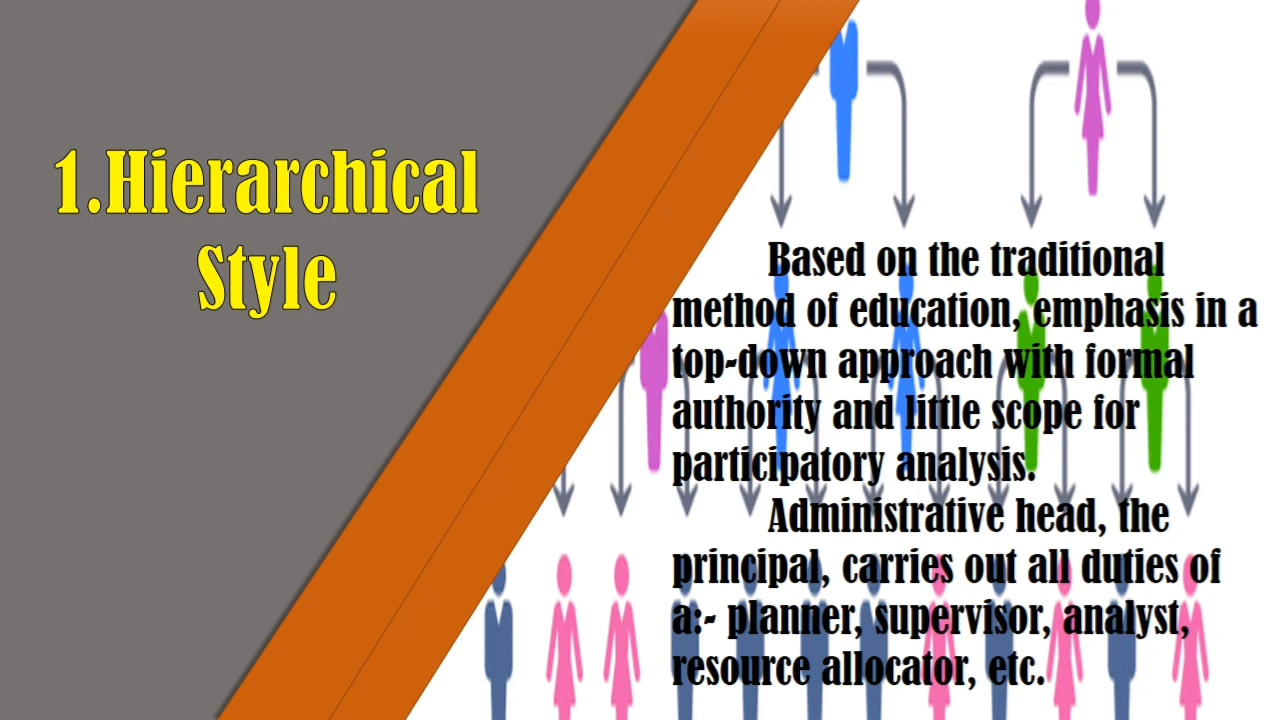 1.Hierarchical
Style
Based on the traditional
method of education, emphasis in a
top-down approach with formal
authority and little scope for
participatory analysis.
Administrative head, the
principal, carries out all duties of
a:- planner, supervisor, analyst,
resource allocator, etc.